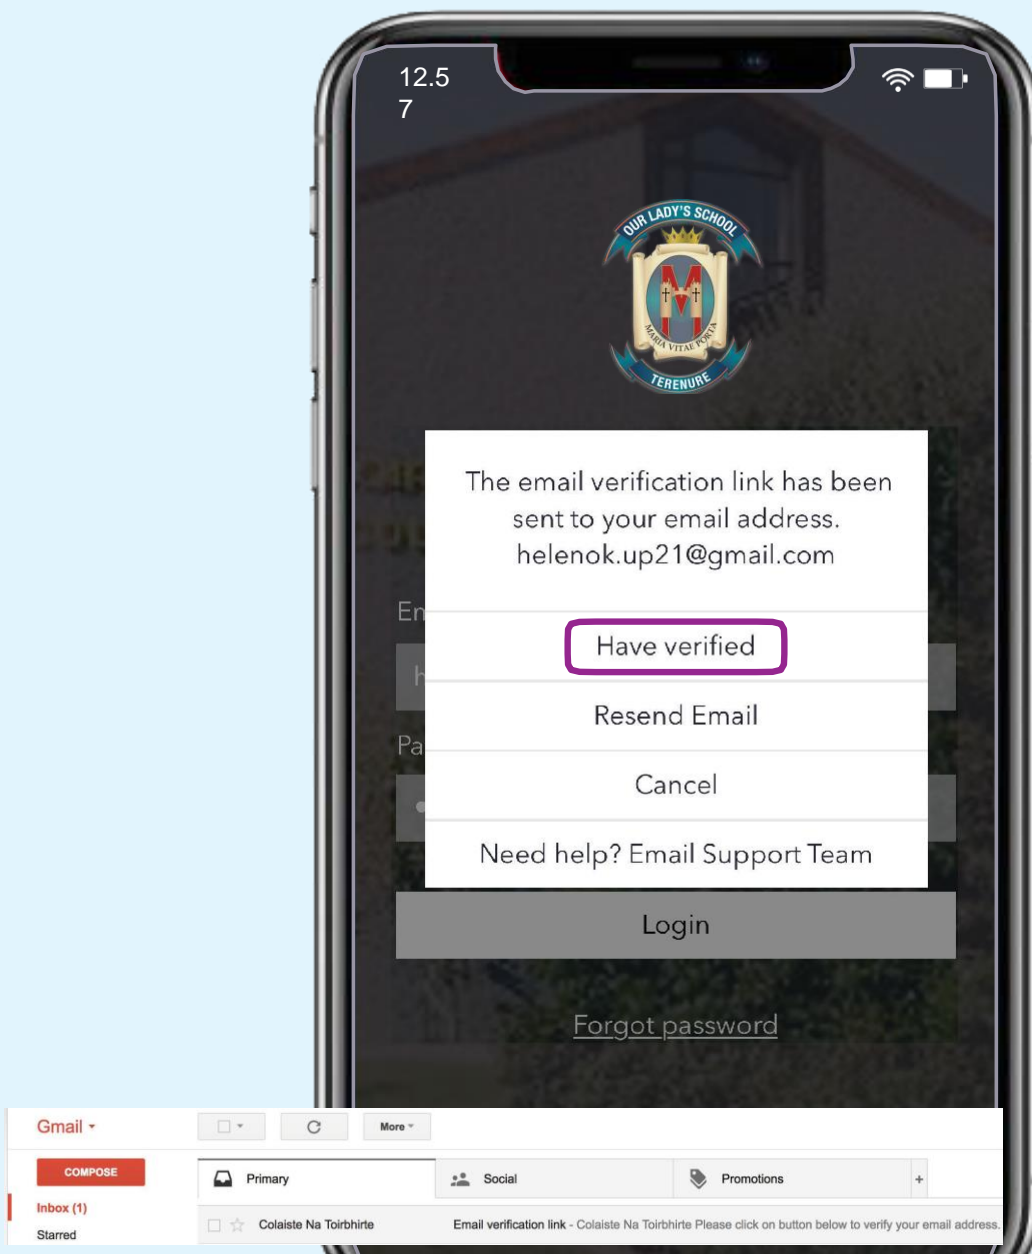 12.5
7
OUR LADY'S SCHOOL
MARIA VITAE PORTA
TERENURE
The email verification link has been
sent to your email address.
helenok.up21@gmail.com
Em
Have verified
h
Resend Email
Pa
Cancel
Need help? Email Support Team
Login
Forgot password
Gmail
More
COMPOSE
Primary
Social
Promotions
+
Inbox (1)
Starred
Colaiste Na Toirbhirte
Email verification link - Colaiste Na Toirbhirte Please click on button below to verify your email address.